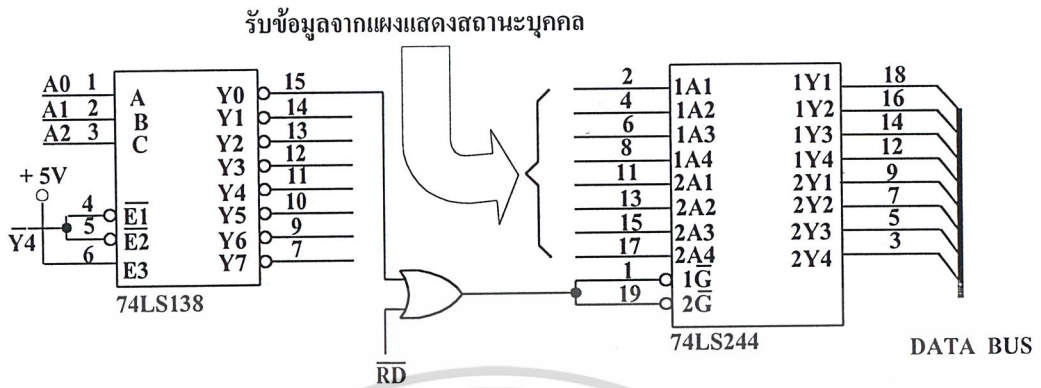 รับข้อมูลจากแผงแสดงสถานะบุคคล
A0 1 A Y0 15
A1 2 B Y1 14
A2 3 C Y2 13
Y3 12
Y4 11
Y5 10
Y6 9
Y7 7
+ 5V
4 E1
5 E2
Y4
6 E3
74LS138
RD
2 1A1 1Y1 18
4 1A2 1Y2 16
6 1A3 1Y3 14
8 1A4 1Y4 12
11 2A1 2Y1 9
13 2A2 2Y2 7
15 2A3 2Y3 5
17 2A4 2Y4 3
1 1G
19 2G
74LS244
DATA BUS